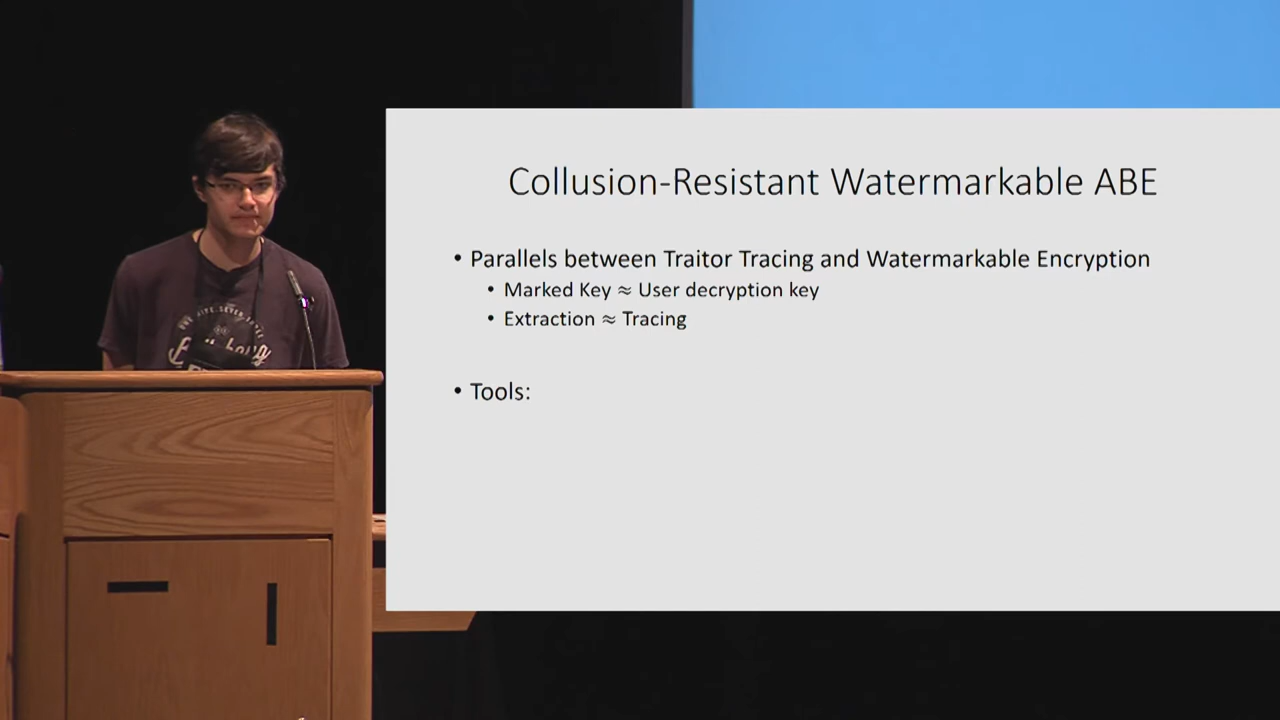 Collusion-Resistant Watermarkable ABE
• Parallels between Traitor Tracing and Watermarkable Encryption
• Marked Key ≈ User decryption key
• Extraction ≈ Tracing
• Tools: